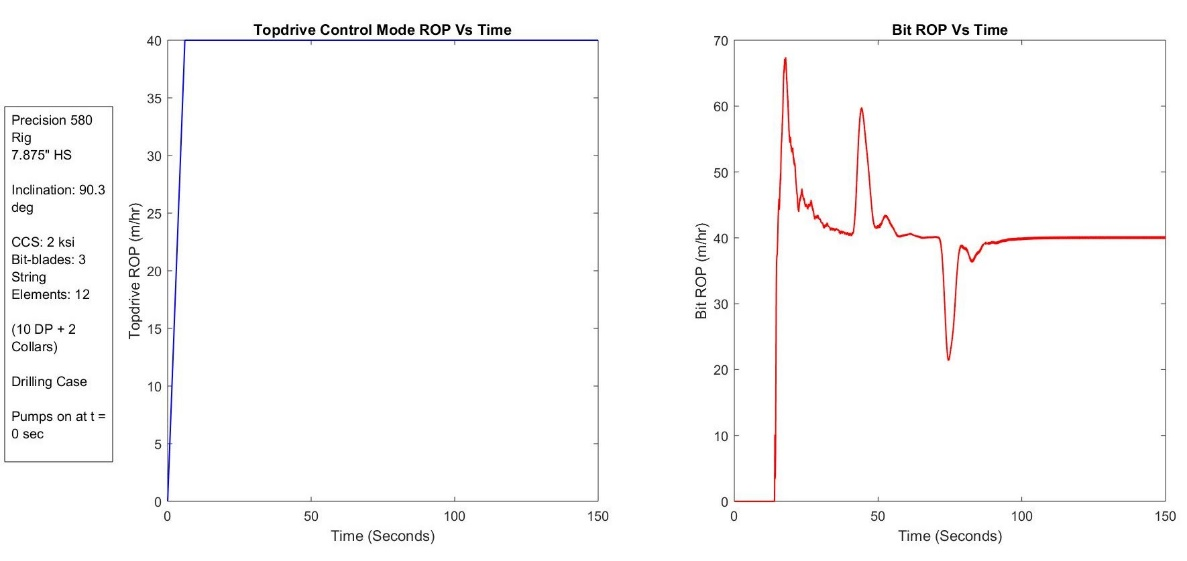 Precision 580
Rig
7.875" HS
Inclination: 90.3
deg
CCS: 2 ksi
Bit-blades: 3
String
Elements: 12
(10 DP + 2
Collars)
Drilling Case
Pumps on at t =
0 sec
Topdrive Control Mode ROP Vs Time
Topdrive ROP (m/hr)
40
35
30
25
20
15
10
5
0
0 50 100 150
Time (Seconds)
Bit ROP Vs Time
Bit ROP (m/hr)
70
60
50
40
30
20
10
0
0 50 100 150
Time (Seconds)